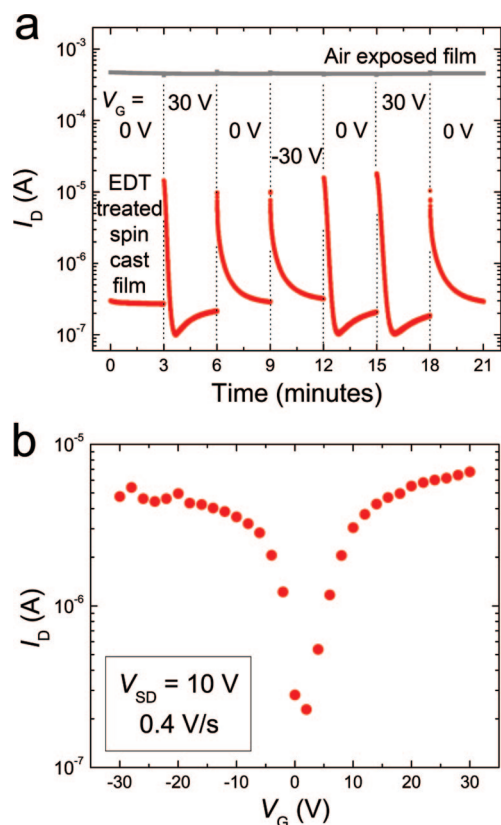 a
10⁻³
Air exposed film
V_G =
0 V 30 V 0 V -30 V 0 V 30 V 0 V
10⁻⁴
EDT
treated
spin
cast
film
10⁻⁵
10⁻⁶
10⁻⁷
I_D (A)
0 3 6 9 12 15 18 21
Time (minutes)
b
10⁻⁵
10⁻⁶
10⁻⁷
I_D (A)
V_SD = 10 V
0.4 V/s
-30 -20 -10 0 10 20 30
V_G (V)